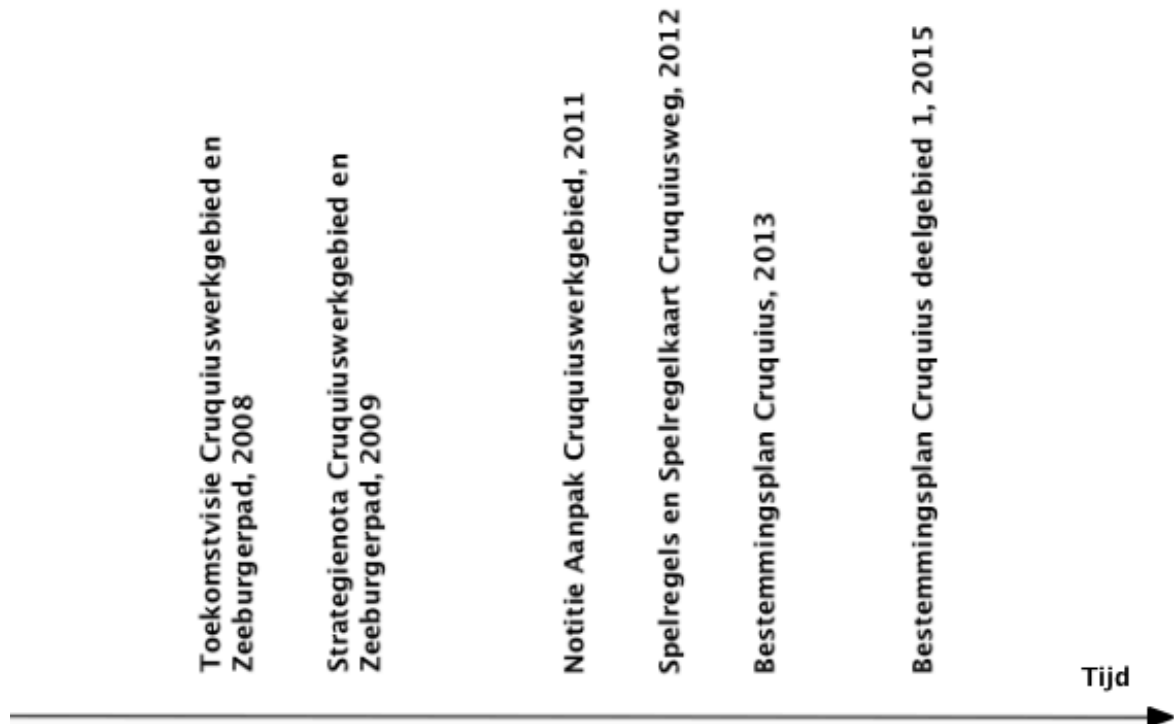 Toekomstvisie Cruquiuswerkgebied en
Zeeburgerpad, 2008
Strategienota Cruquiuswerkgebied en
Zeeburgerpad, 2009
Notitie Aanpak Cruquiuswerkgebied, 2011
Spelregels en Spelregelkaart Cruquiusweg, 2012
Bestemmingsplan Cruquius, 2013
Bestemmingsplan Cruquius deelgebied 1, 2015
Tijd